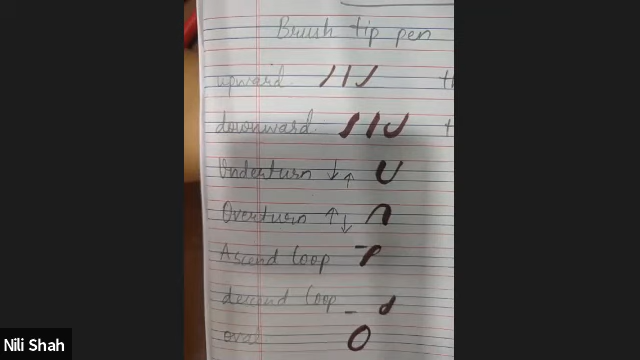 Brush tip pen
upward
downward
Underturn ↓↑
Overturn ↑↓
Ascend loop
descend loop
oval
Nili Shah